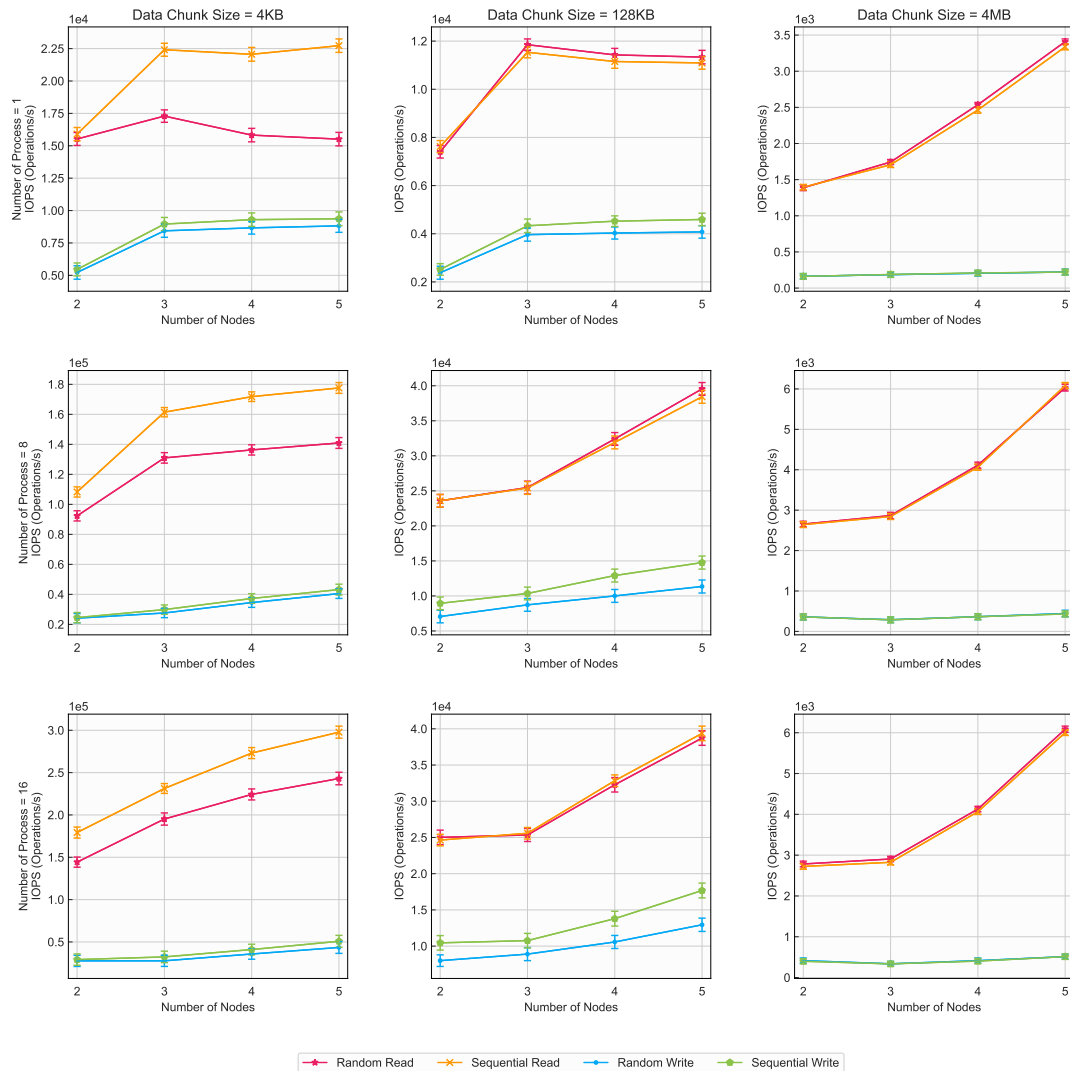 Data Chunk Size = 4KB
Data Chunk Size = 128KB
Data Chunk Size = 4MB
1e4
2.25
2.00
1.75
1.50
1.25
1.00
0.75
0.50
Number of Process = 1
IOPS (Operations/s)
2 3 4 5
Number of Nodes
1e4
1.2
1.0
0.8
0.6
0.4
0.2
IOPS (Operations/s)
2 3 4 5
Number of Nodes
1e3
3.5
3.0
2.5
2.0
1.5
1.0
0.5
0.0
IOPS (Operations/s)
2 3 4 5
Number of Nodes
1e5
1.8
1.6
1.4
1.2
1.0
0.8
0.6
0.4
0.2
Number of Process = 8
IOPS (Operations/s)
2 3 4 5
Number of Nodes
1e4
4.0
3.5
3.0
2.5
2.0
1.5
1.0
0.5
IOPS (Operations/s)
2 3 4 5
Number of Nodes
1e3
6
5
4
3
2
1
0
IOPS (Operations/s)
2 3 4 5
Number of Nodes
1e5
3.0
2.5
2.0
1.5
1.0
0.5
Number of Process = 16
IOPS (Operations/s)
2 3 4 5
Number of Nodes
1e4
4.0
3.5
3.0
2.5
2.0
1.5
1.0
IOPS (Operations/s)
2 3 4 5
Number of Nodes
1e3
6
5
4
3
2
1
0
IOPS (Operations/s)
2 3 4 5
Number of Nodes
Random Read Sequential Read Random Write Sequential Write